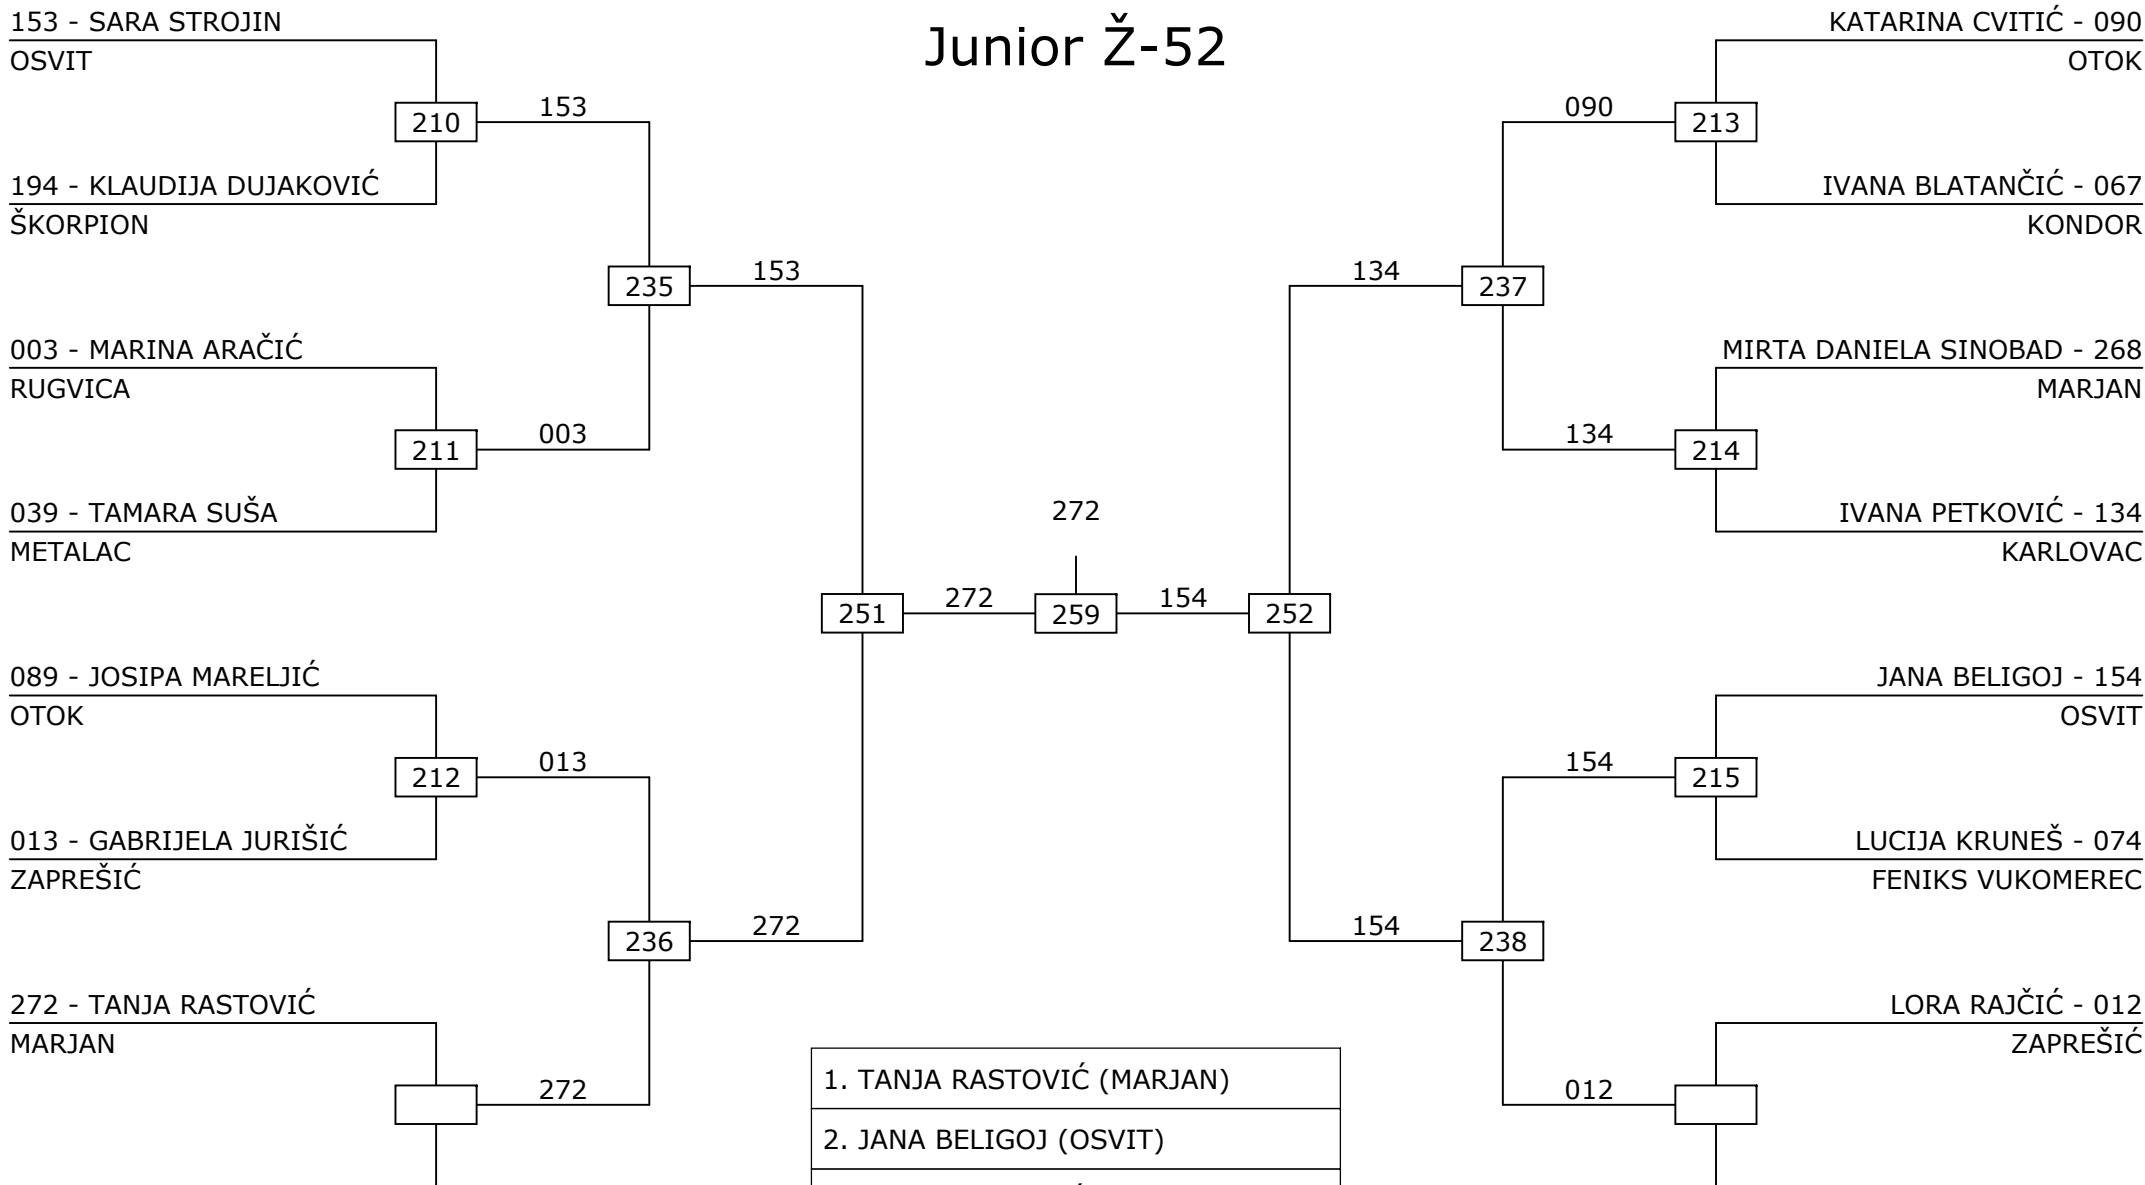 Junior Ž-52
153 - SARA STROJIN
OSVIT
210
153
194 - KLAUDIJA DUJAKOVIĆ
ŠKORPION
235
153
003 - MARINA ARAČIĆ
RUGVICA
211
003
039 - TAMARA SUŠA
METALAC
251
272
259
272
154
252
089 - JOSIPA MARELJIĆ
OTOK
212
013
013 - GABRIJELA JURIŠIĆ
ZAPREŠIĆ
236
272
272 - TANJA RASTOVIĆ
MARJAN
272
KATARINA CVITIĆ - 090
OTOK
090
213
IVANA BLATANČIĆ - 067
KONDOR
134
237
MIRTA DANIELA SINOBAD - 268
MARJAN
134
214
IVANA PETKOVIĆ - 134
KARLOVAC
JANA BELIGOJ - 154
OSVIT
154
215
LUCIJA KRUNEŠ - 074
FENIKS VUKOMEREC
154
238
LORA RAJČIĆ - 012
ZAPREŠIĆ
012
1. TANJA RASTOVIĆ (MARJAN)
2. JANA BELIGOJ (OSVIT)